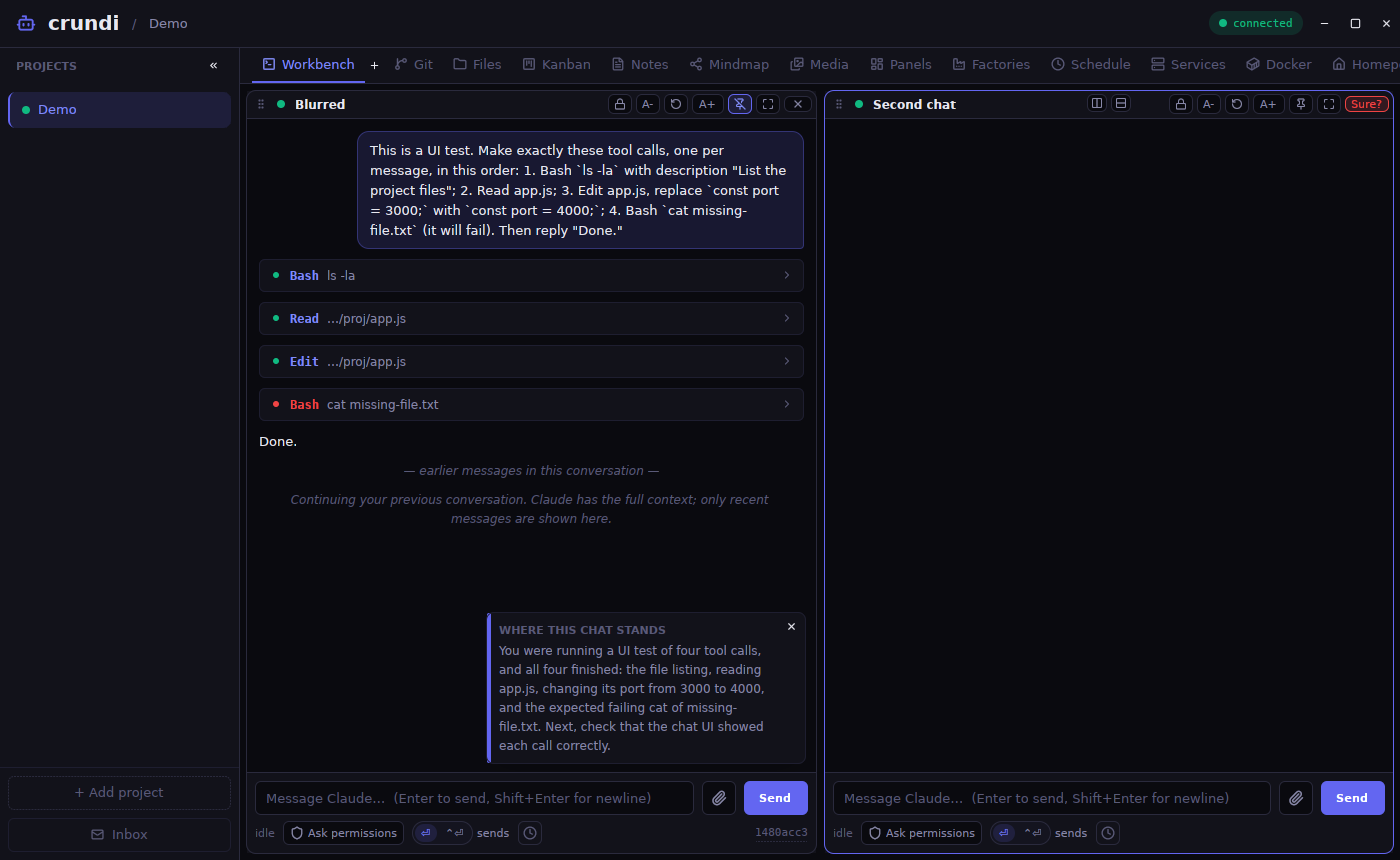 crundi / Demo
connected
PROJECTS «
Demo
+ Add project
Inbox
Workbench + Git Files Kanban Notes Mindmap Media Panels Factories Schedule Services Docker Homep
Blurred
A- A+
This is a UI test. Make exactly these tool calls, one per
message, in this order: 1. Bash `ls -la` with description "List the
project files"; 2. Read app.js; 3. Edit app.js, replace `const port
= 3000;` with `const port = 4000;`; 4. Bash `cat missing-
file.txt` (it will fail). Then reply "Done."
Bash ls -la
Read .../proj/app.js
Edit .../proj/app.js
Bash cat missing-file.txt
Done.
— earlier messages in this conversation —
Continuing your previous conversation. Claude has the full context; only recent
messages are shown here.
WHERE THIS CHAT STANDS
You were running a UI test of four tool calls,
and all four finished: the file listing, reading
app.js, changing its port from 3000 to 4000,
and the expected failing cat of missing-
file.txt. Next, check that the chat UI showed
each call correctly.
Message Claude... (Enter to send, Shift+Enter for newline)
Send
idle Ask permissions sends 1480acc3
Second chat
A- A+ Sure?
Message Claude... (Enter to send, Shift+Enter for newline)
Send
idle Ask permissions sends